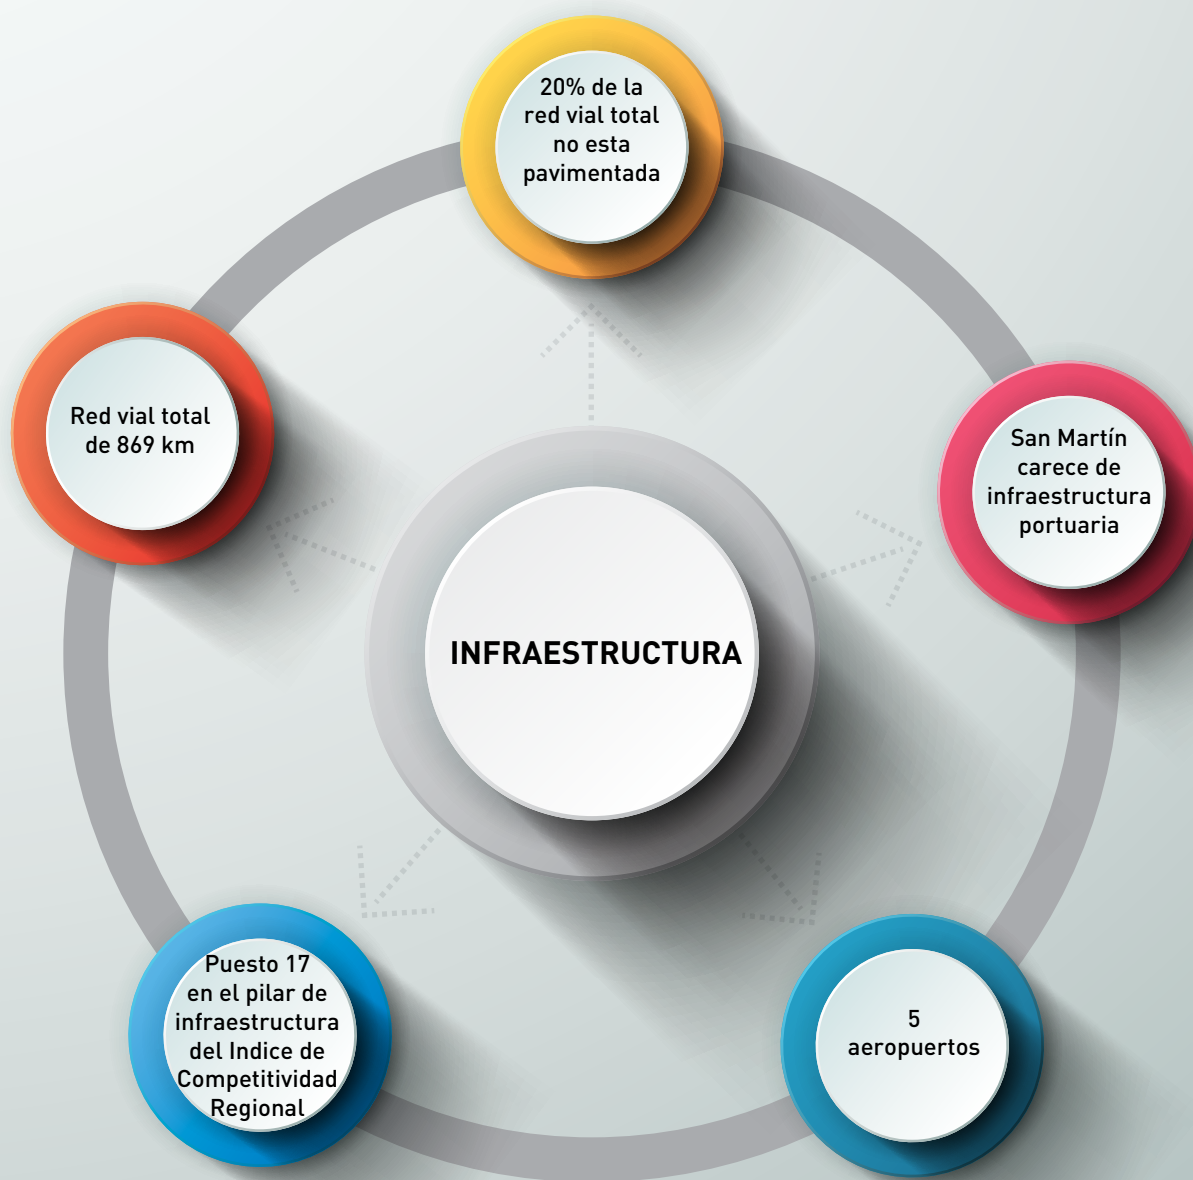 20% de la
red vial total
no esta
pavimentada
Red vial total
de 869 km
San Martín
carece de
infraestructura
portuaria
INFRAESTRUCTURA
Puesto 17
en el pilar de
infraestructura
del Indice de
Competitividad
Regional
5
aeropuertos